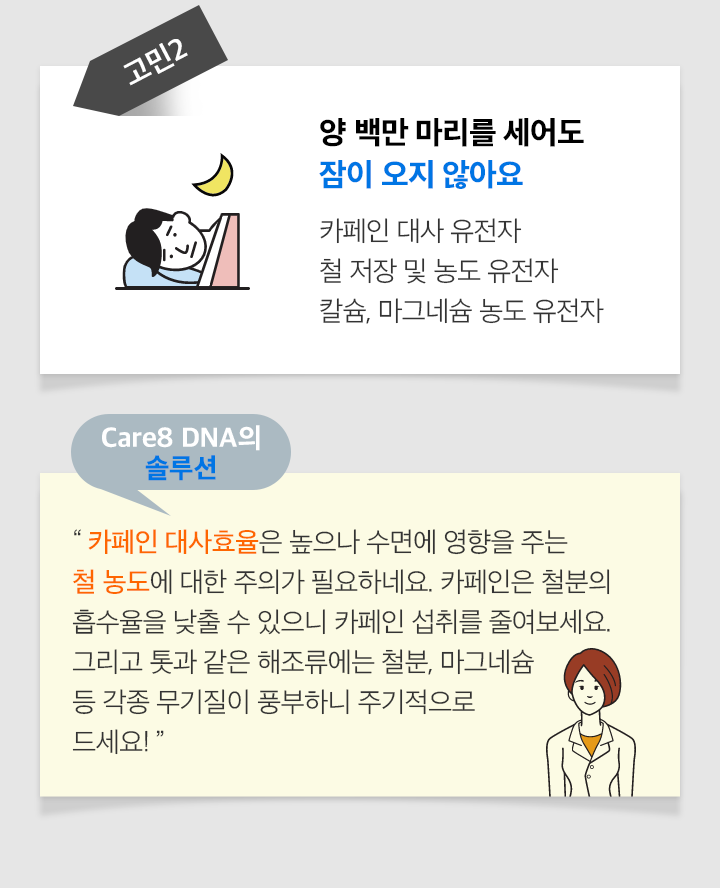 고민2
양 백만 마리를 세어도
잠이 오지 않아요
카페인 대사 유전자
철 저장 및 농도 유전자
칼슘, 마그네슘 농도 유전자
Care8 DNA의
솔루션
“ 카페인 대사효율은 높으나 수면에 영향을 주는
철 농도에 대한 주의가 필요하네요. 카페인은 철분의
흡수율을 낮출 수 있으니 카페인 섭취를 줄여보세요.
그리고 톳과 같은 해조류에는 철분, 마그네슘
등 각종 무기질이 풍부하니 주기적으로
드세요! ”